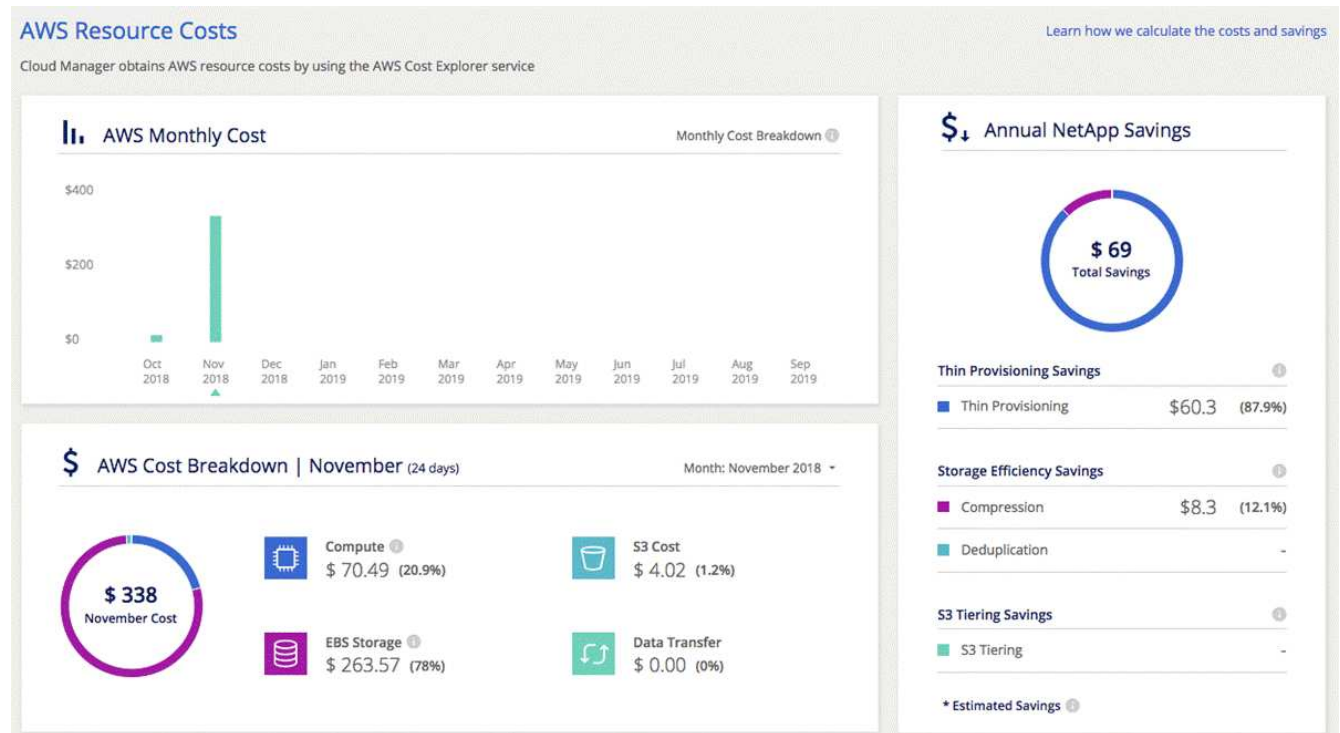 AWS Resource Costs
Learn how we calculate the costs and savings
Cloud Manager obtains AWS resource costs by using the AWS Cost Explorer service
AWS Monthly Cost
Monthly Cost Breakdown
$400
$200
$0
Oct 2018
Nov 2018
Dec 2018
Jan 2019
Feb 2019
Mar 2019
Apr 2019
May 2019
Jun 2019
Jul 2019
Aug 2019
Sep 2019
$ AWS Cost Breakdown | November (24 days)
Month: November 2018
$ 338
November Cost
Compute
$ 70.49 (20.9%)
S3 Cost
$ 4.02 (1.2%)
EBS Storage
$ 263.57 (78%)
Data Transfer
$ 0.00 (0%)
$ Annual NetApp Savings
$ 69
Total Savings
Thin Provisioning Savings
Thin Provisioning $60.3 (87.9%)
Storage Efficiency Savings
Compression $8.3 (12.1%)
Deduplication -
S3 Tiering Savings
S3 Tiering -
* Estimated Savings